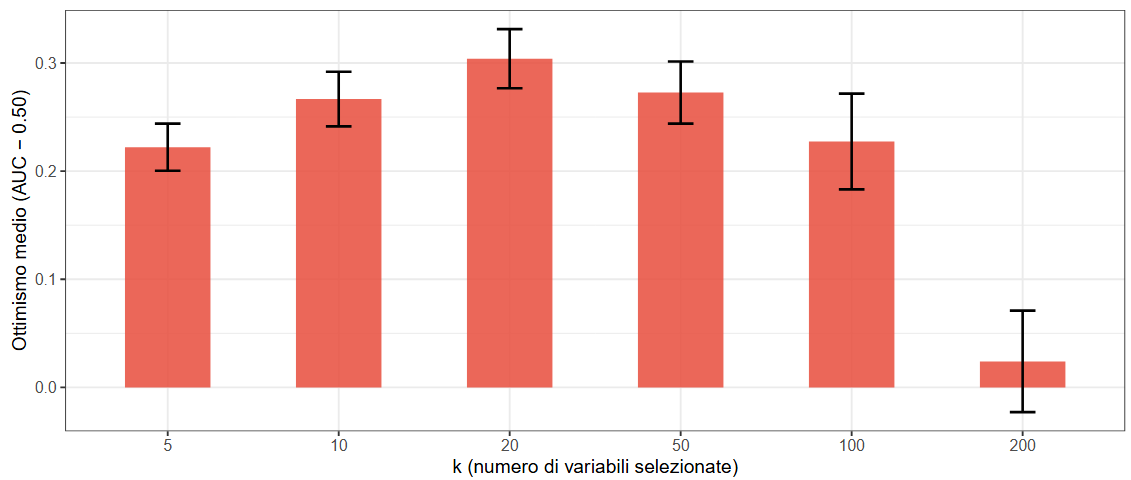 Ottimismo medio (AUC − 0.50)
0.3
0.2
0.1
0.0
5 10 20 50 100 200
k (numero di variabili selezionate)